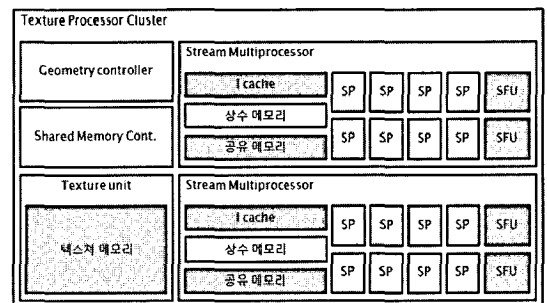 Texture Processor Cluster
Geometry controller
Shared Memory Cont.
Texture unit
텍스쳐 메모리
Stream Multiprocessor
I cache
상수 메모리
공유 메모리
SP SP SP SP SFU
SP SP SP SP SFU
Stream Multiprocessor
I cache
상수 메모리
공유 메모리
SP SP SP SP SFU
SP SP SP SP SFU